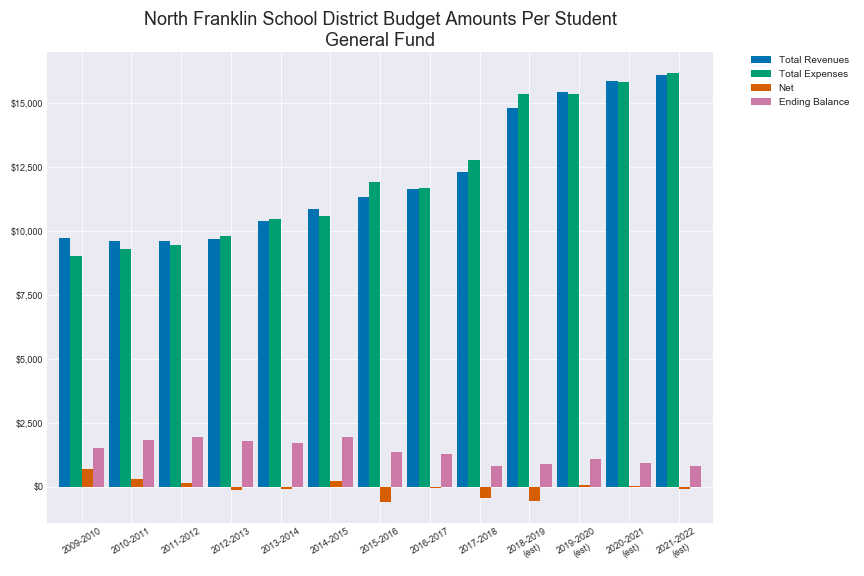 North Franklin School District Budget Amounts Per Student
General Fund
Total Revenues
Total Expenses
Net
Ending Balance
$15,000
$12,500
$10,000
$7,500
$5,000
$2,500
$0
2009-2010
2010-2011
2011-2012
2012-2013
2013-2014
2014-2015
2015-2016
2016-2017
2017-2018
2018-2019
(est)
2019-2020
(est)
2020-2021
(est)
2021-2022
(est)